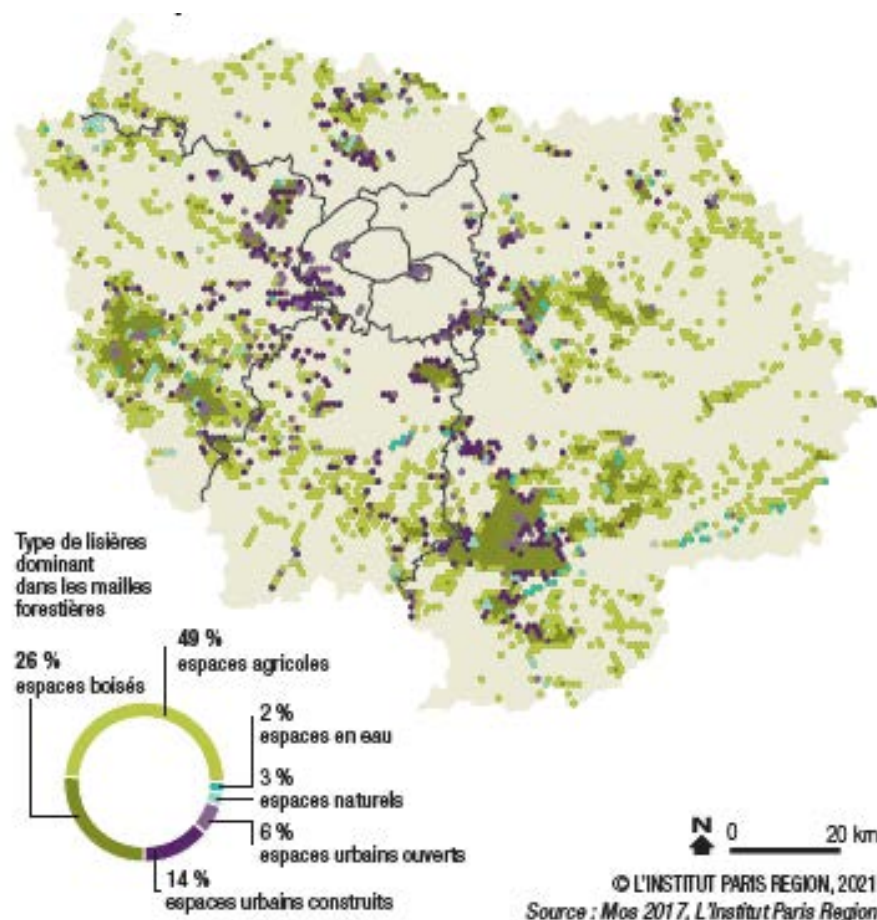 Type de lisières
dominant
dans les mailles
forestières
49 %
espaces agricoles
26 %
espaces boisés
2 %
espaces en eau
3 %
espaces naturels
6 %
espaces urbains ouverts
14 %
espaces urbains construits
N 0 20 km
© L'INSTITUT PARIS REGION, 2021
Source : Mos 2017, L'Institut Paris Region